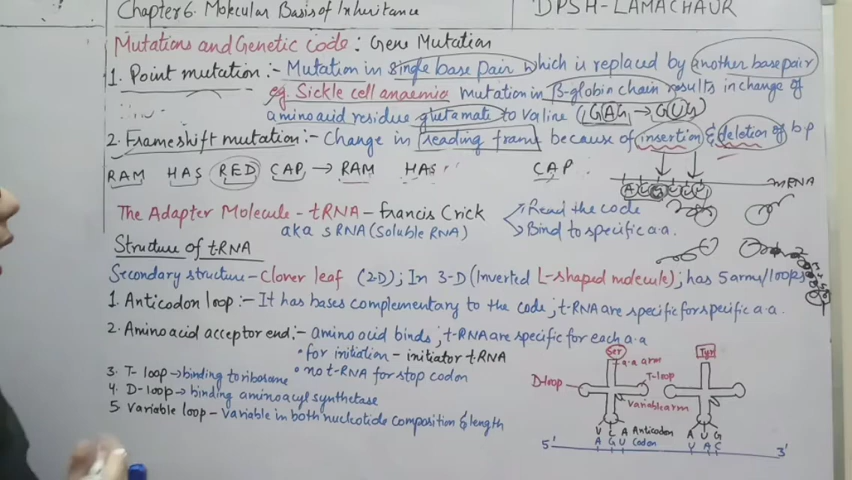 Chapter 6. Molecular Basis of Inheritance
DPSH-LAMACHAUR
Mutations and Genetic code : Gene Mutation
1. Point mutation :- Mutation in single base pair which is replaced by another base pair
eg. Sickle cell anaemia mutation in β-globin chain results in change of
amino acid residue glutamate to valine (GAG → GUG)
2. Frameshift mutation :- Change in reading frame because of insertion & deletion of bp
RAM HAS RED CAP → RAM HAS CAP
mRNA
The Adapter Molecule - tRNA - Francis Crick
Read the code
aka sRNA (Soluble RNA)
Bind to specific a.a.
Structure of tRNA
Secondary structure - Clover leaf (2-D) ; In 3-D (Inverted L-shaped molecule) ; has 5 arms/loops
1. Anticodon loop :- It has bases complementary to the code ; t-RNA are specific for specific a.a.
2. Amino acid acceptor end :- amino acid binds ; t-RNA are specific for each a.a
• for initiation - initiator tRNA
• no t-RNA for stop codon
3. T-loop → binding to ribosome
4. D-loop → binding aminoacyl synthetase
5. Variable loop - variable in both nucleotide composition & length
Ser
Tyr
a.a arm
D-loop
T-loop
variable arm
U C A Anticodon A U G
A G U Codon U A C
5' 3'